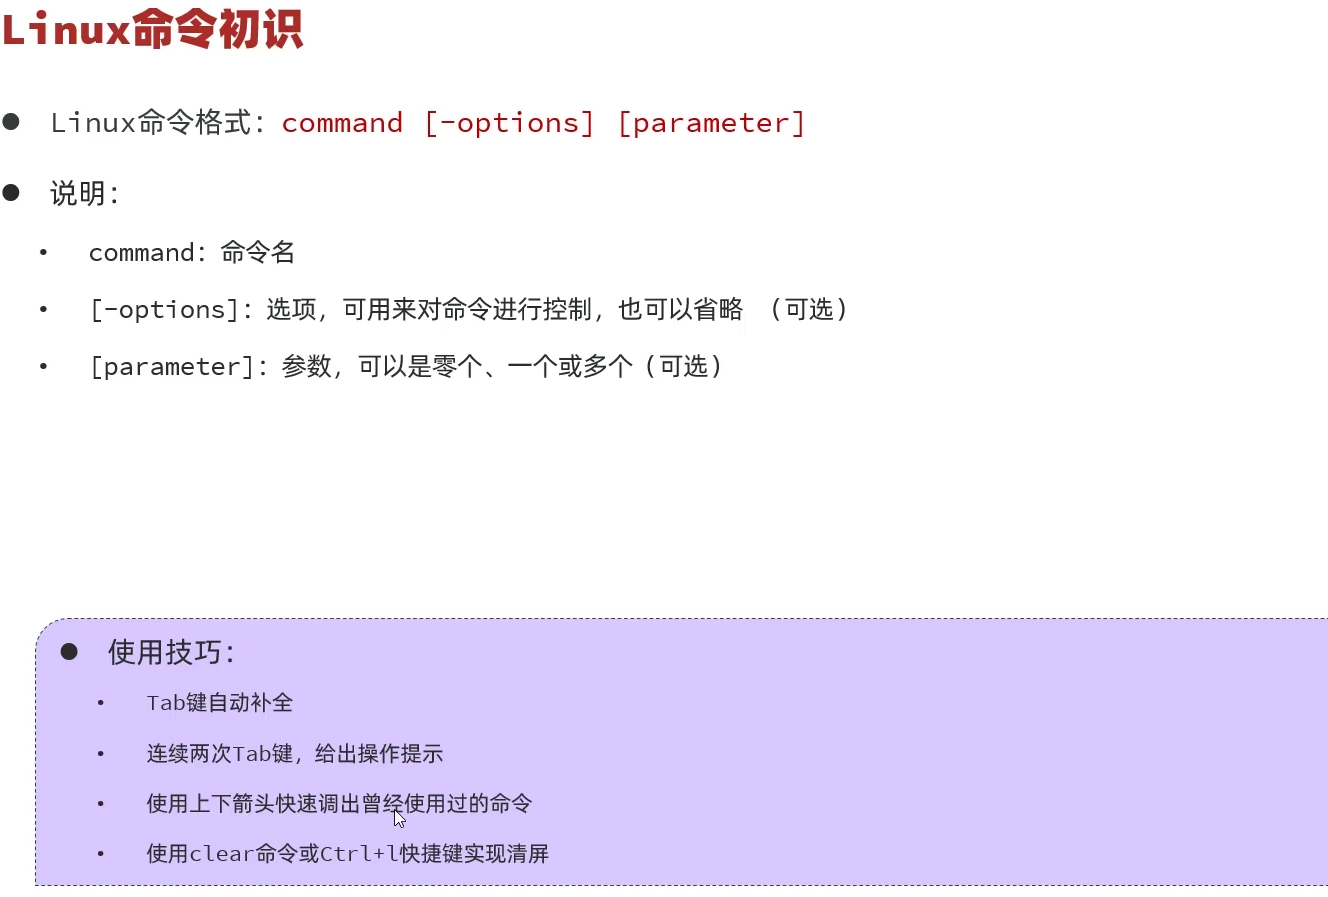 Linux命令初识
● Linux命令格式：command [-options] [parameter]
● 说明：
• command：命令名
• [-options]：选项，可用来对命令进行控制，也可以省略 （可选）
• [parameter]：参数，可以是零个、一个或多个（可选）
● 使用技巧：
• Tab键自动补全
• 连续两次Tab键，给出操作提示
• 使用上下箭头快速调出曾经使用过的命令
• 使用clear命令或Ctrl+l快捷键实现清屏